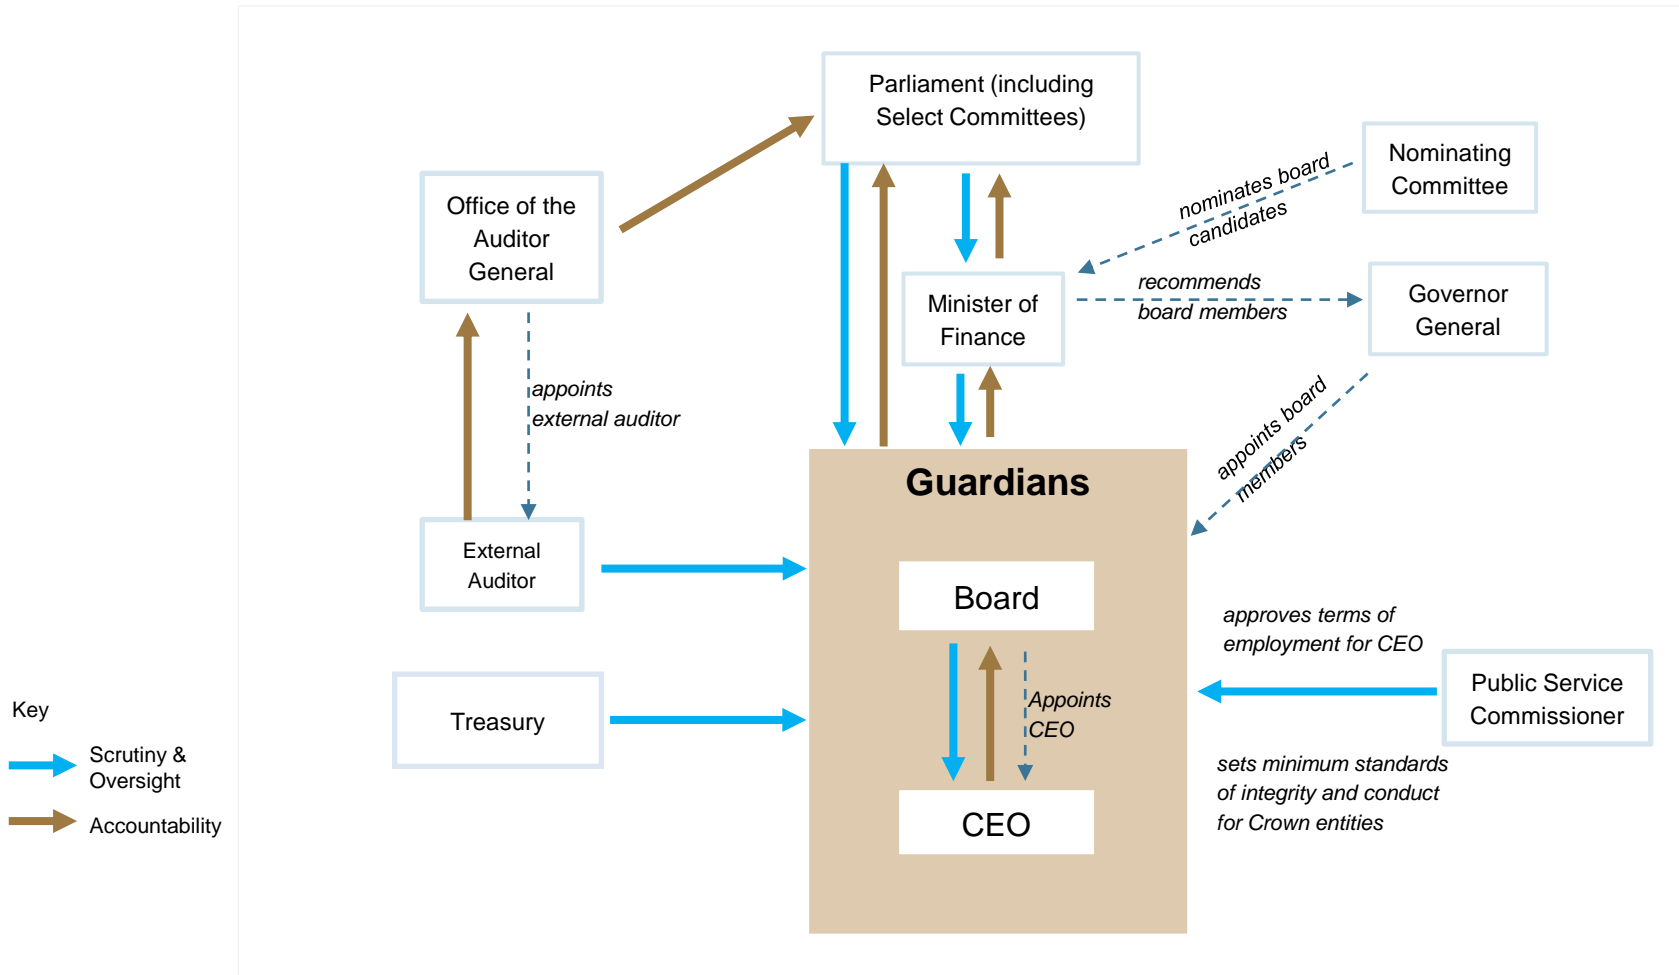 Parliament (including
Select Committees)
Nominating
Committee
nominates board
candidates
Office of the
Auditor
General
Minister of
Finance
recommends
board members
Governor
General
appoints
external auditor
appoints board
members
Guardians
External
Auditor
Board
approves terms of
employment for CEO
Treasury
Appoints
CEO
Public Service
Commissioner
sets minimum standards
of integrity and conduct
for Crown entities
CEO
Key
Scrutiny &
Oversight
Accountability